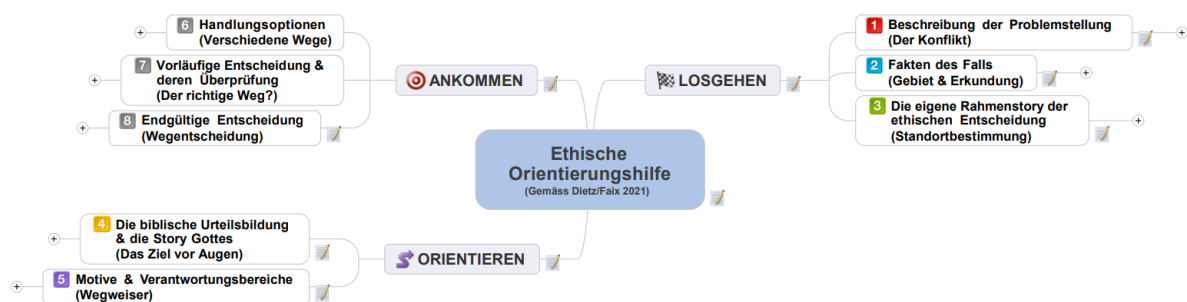 Ethische
Orientierungshilfe
(Gemäss Dietz/Faix 2021)
LOSGEHEN
1 Beschreibung der Problemstellung
(Der Konflikt)
2 Fakten des Falls
(Gebiet & Erkundung)
3 Die eigene Rahmenstory der
ethischen Entscheidung
(Standortbestimmung)
ORIENTIEREN
4 Die biblische Urteilsbildung
& die Story Gottes
(Das Ziel vor Augen)
5 Motive & Verantwortungsbereiche
(Wegweiser)
ANKOMMEN
6 Handlungsoptionen
(Verschiedene Wege)
7 Vorläufige Entscheidung &
deren Überprüfung
(Der richtige Weg?)
8 Endgültige Entscheidung
(Wegentscheidung)